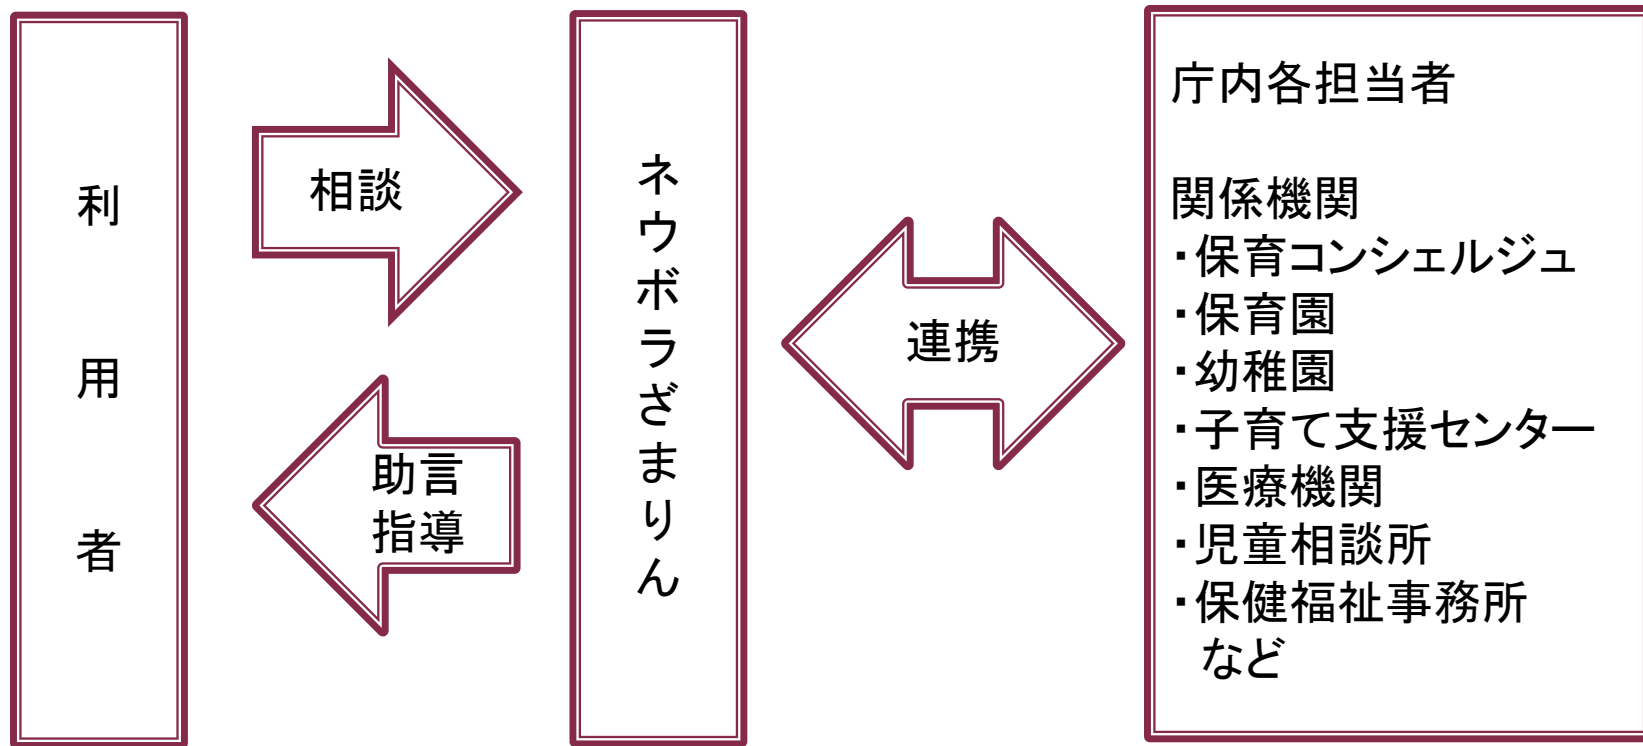 利用者
相談
助言
指導
ネウボラざまりん
連携
庁内各担当者
関係機関
・保育コンシェルジュ
・保育園
・幼稚園
・子育て支援センター
・医療機関
・児童相談所
・保健福祉事務所
など